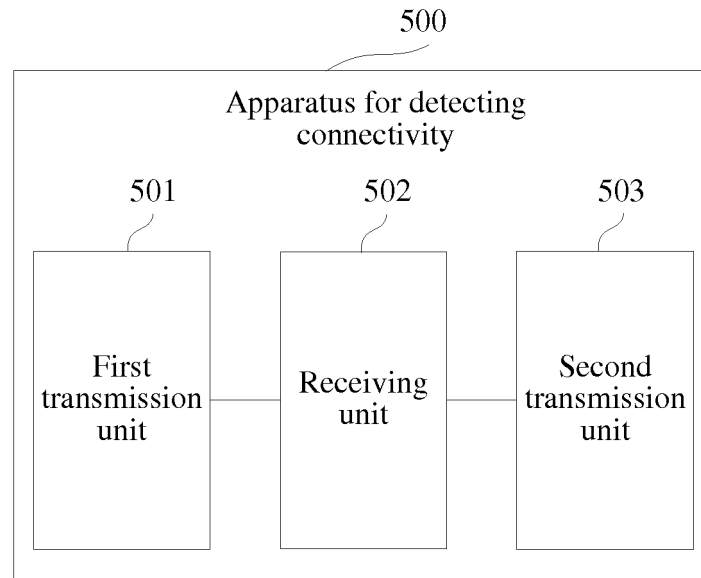 500
Apparatus for detecting
connectivity
501
502
503
First
transmission
unit
Receiving
unit
Second
transmission
unit